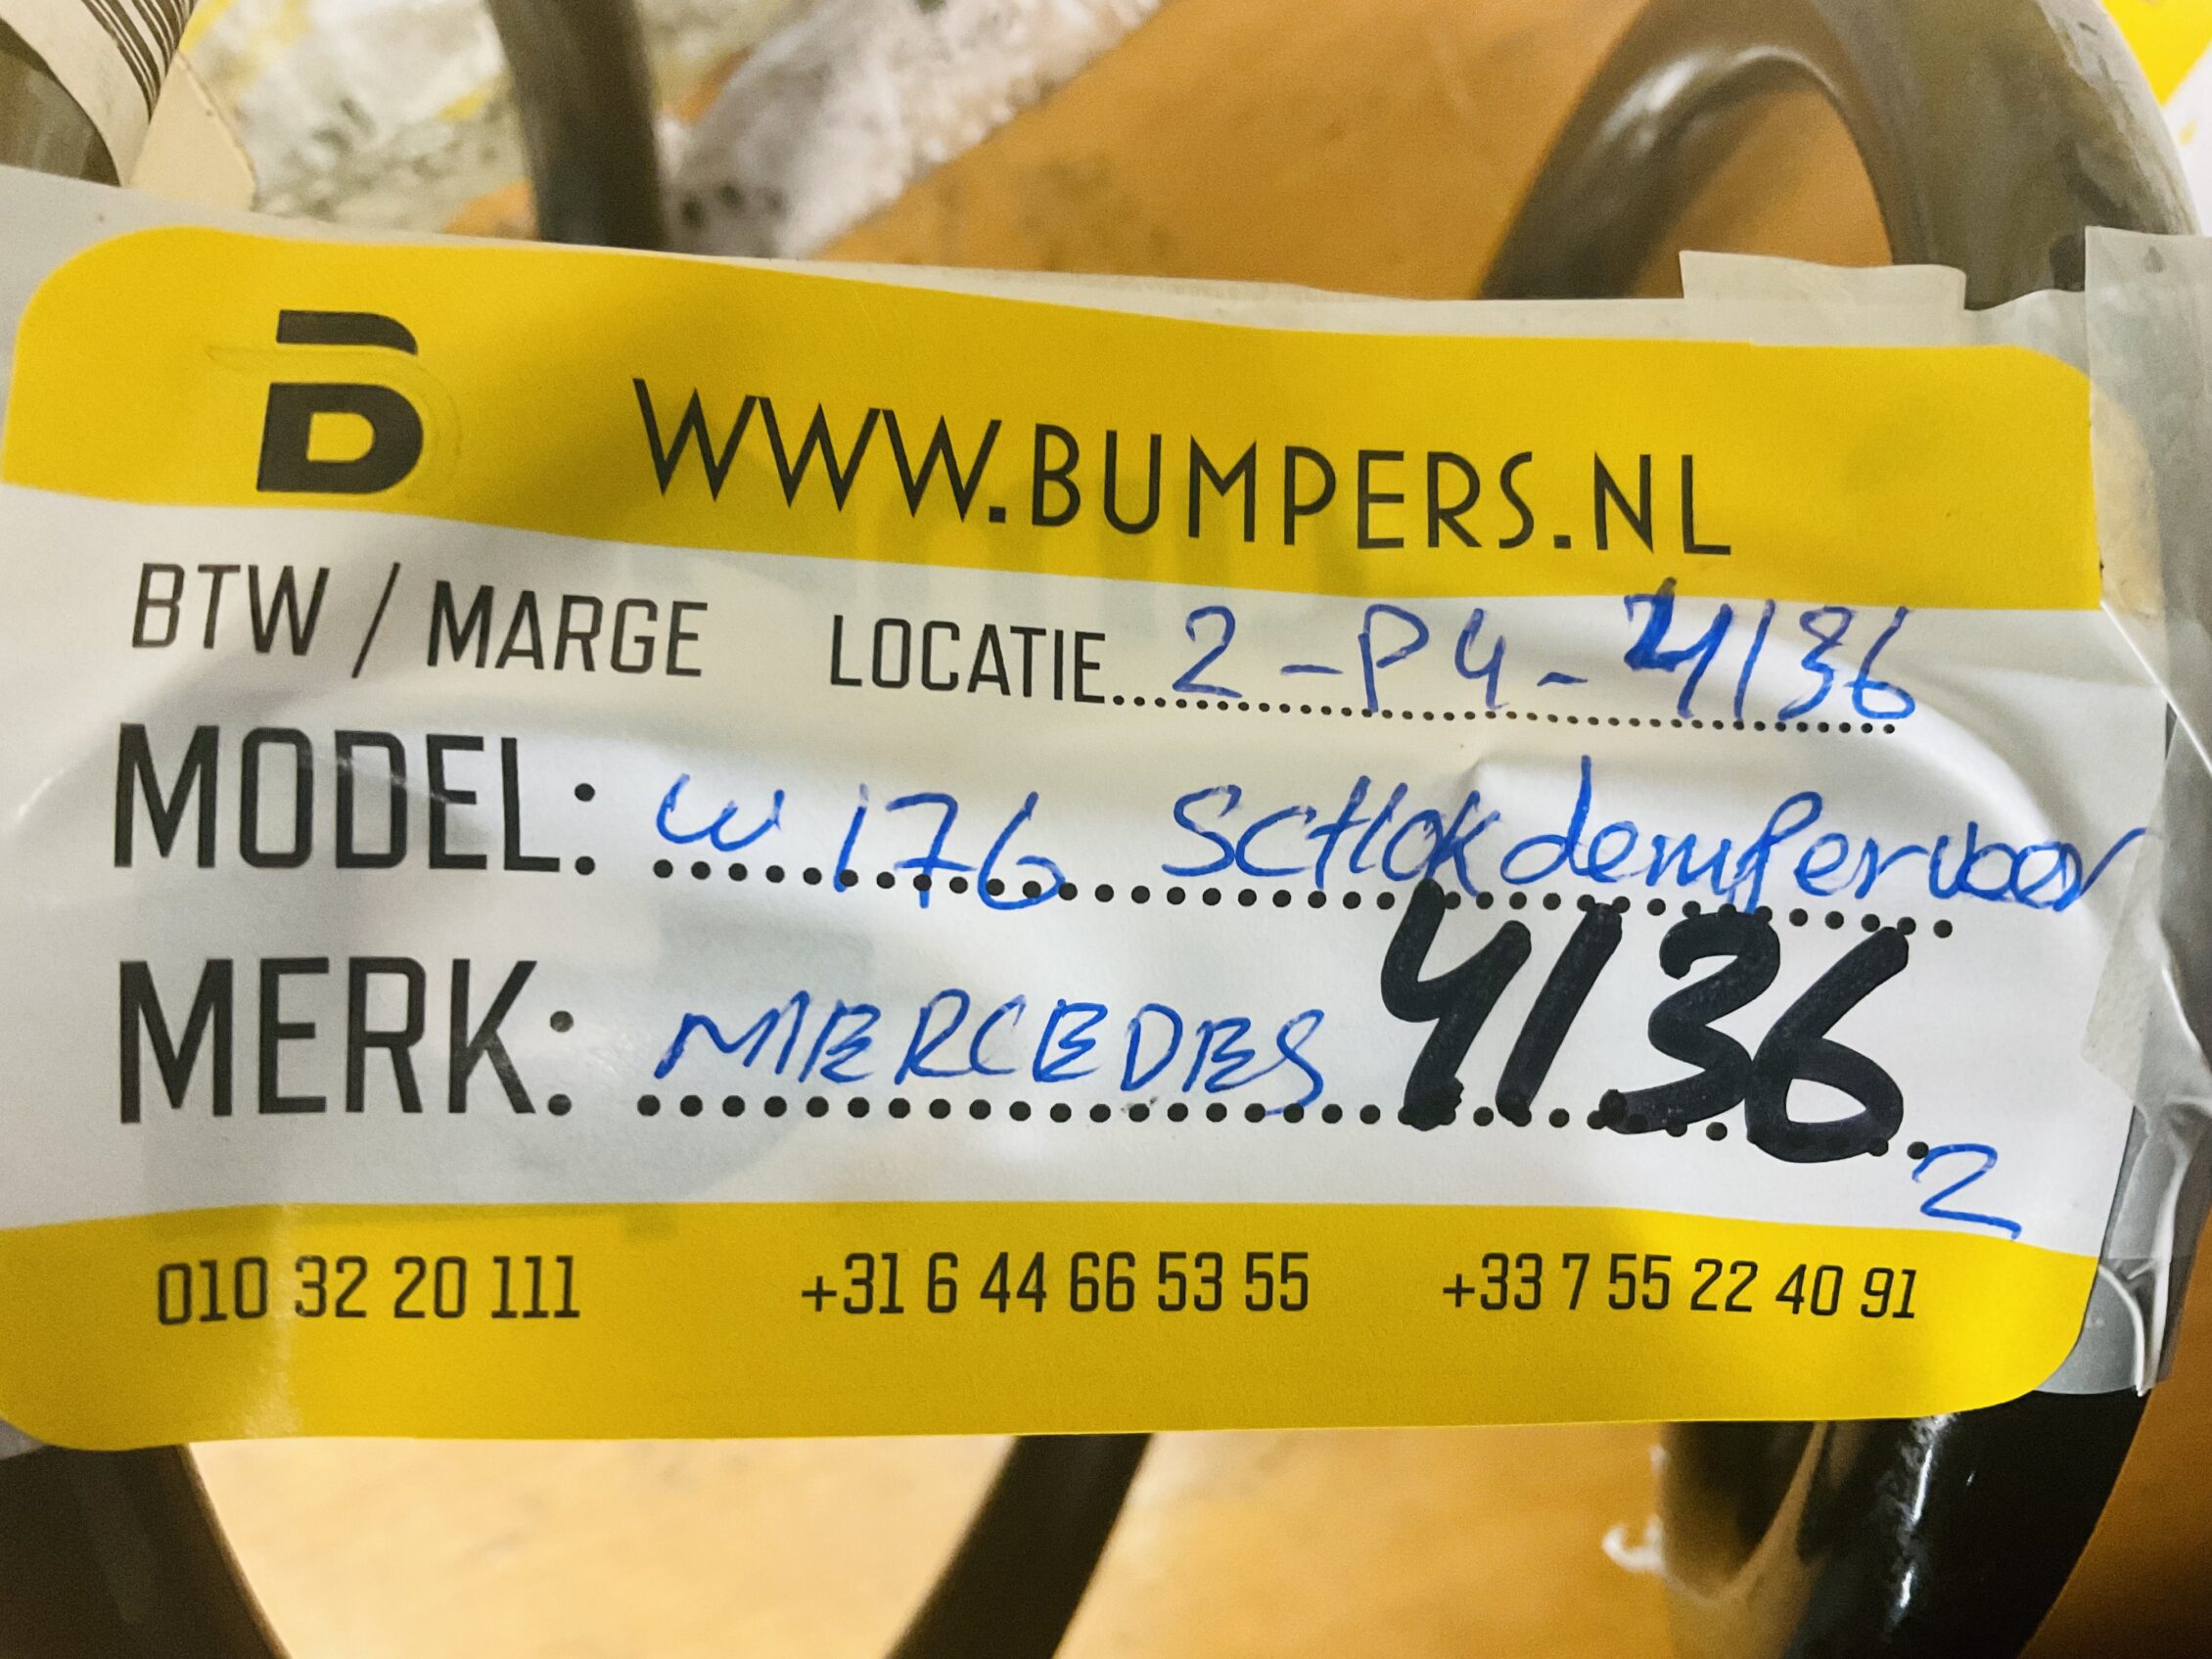 B WWW.BUMPERS.NL
BTW / MARGE LOCATIE...2-P4-4136
MODEL: W176 SCHOKdemper voor
MERK: MERCEDES 4136
2
010 32 20 111 +31 6 44 66 53 55 +33 7 55 22 40 91